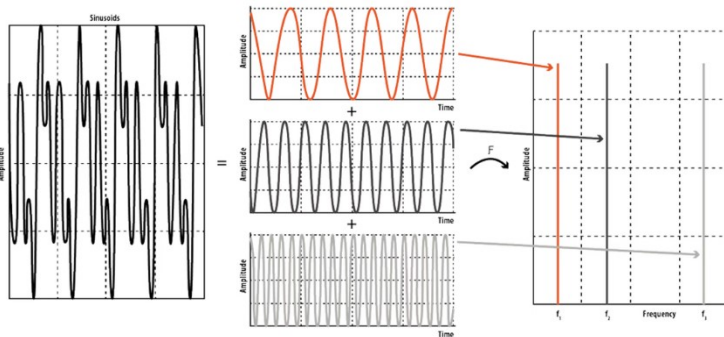 Sinusoids
Amplitude
=
Amplitude
Time
+
Amplitude
Time
+
Amplitude
Time
F
Amplitude
f₁
f₂
Frequency
f₃